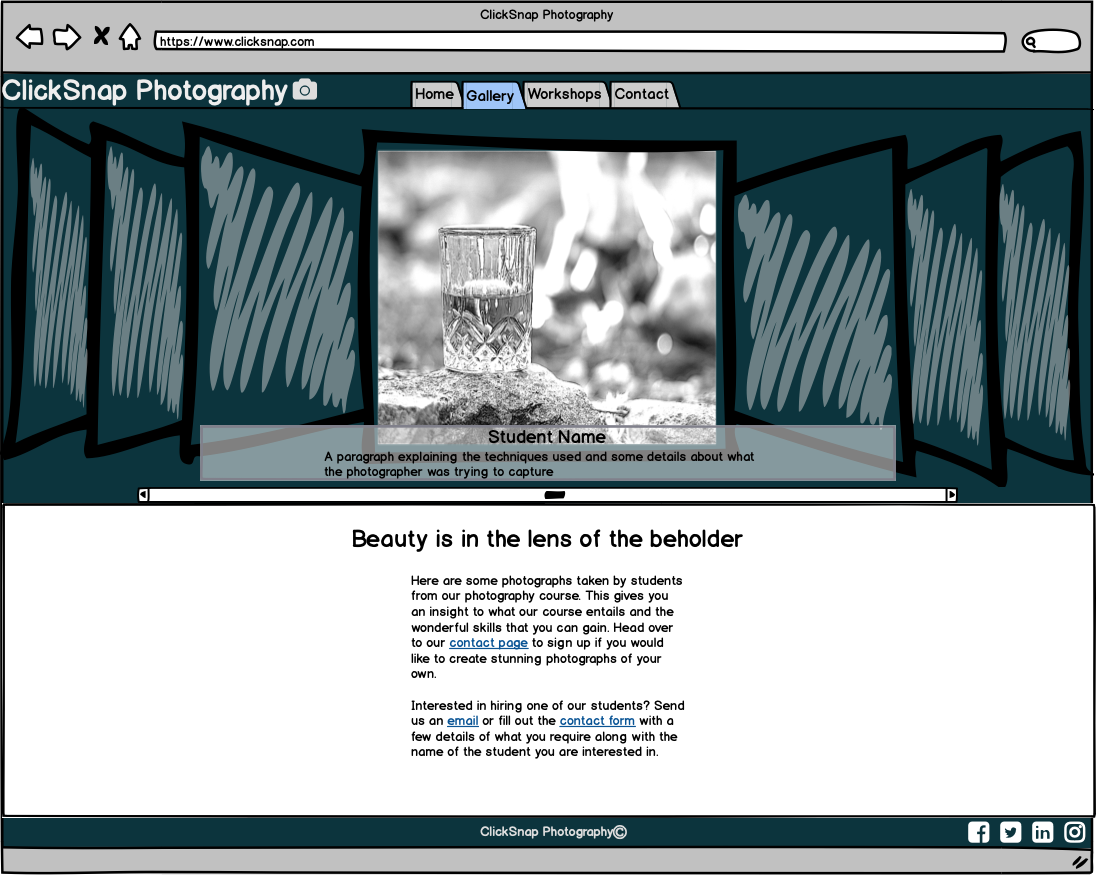 ClickSnap Photography
https://www.clicksnap.com
ClickSnap Photography
Home Gallery Workshops Contact
Student Name
A paragraph explaining the techniques used and some details about what
the photographer was trying to capture
Beauty is in the lens of the beholder
Here are some photographs taken by students
from our photography course. This gives you
an insight to what our course entails and the
wonderful skills that you can gain. Head over
to our contact page to sign up if you would
like to create stunning photographs of your
own.
Interested in hiring one of our students? Send
us an email or fill out the contact form with a
few details of what you require along with the
name of the student you are interested in.
ClickSnap Photography©